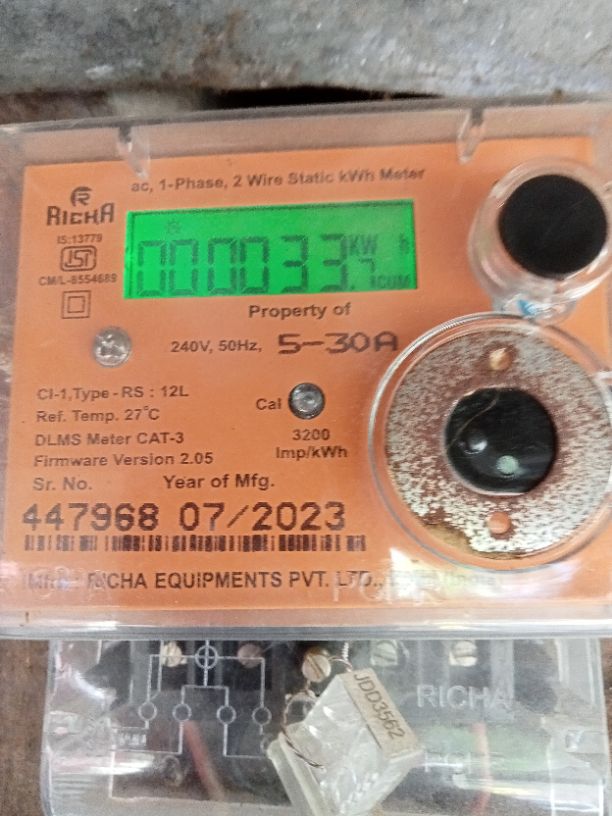 ac, 1-Phase, 2 Wire Static kWh Meter
RICHA
IS:13779
ISI
CM/L-8554689
000033.7 KW h
CUM
Property of
240V, 50Hz, 5-30A
Cl-1,Type - RS : 12L
Ref. Temp. 27°C
DLMS Meter CAT-3
Firmware Version 2.05
Cal
3200
Imp/kWh
Sr. No. Year of Mfg.
447968 07/2023
RICHA EQUIPMENTS PVT. LTD.,
RICHA
JDD3562